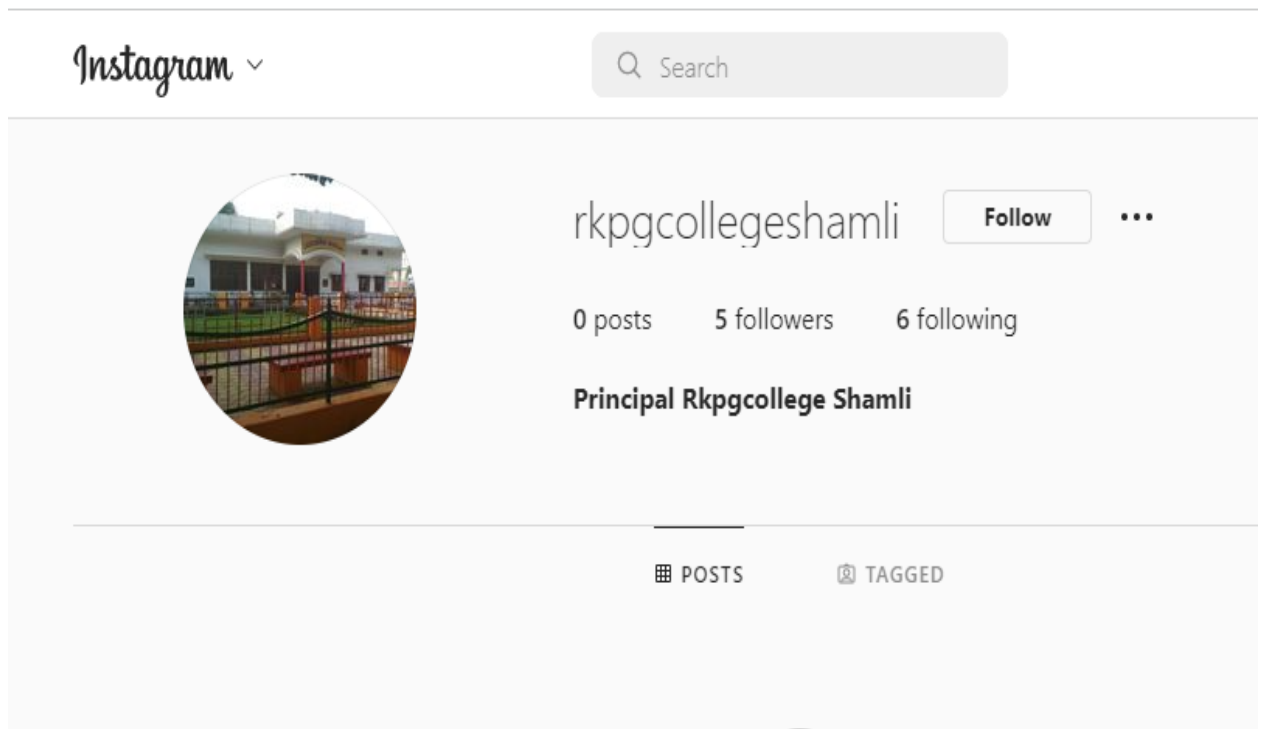 Instagram
Search
rkpgcollegeshamli Follow
0 posts 5 followers 6 following
Principal Rkpgcollege Shamli
POSTS TAGGED